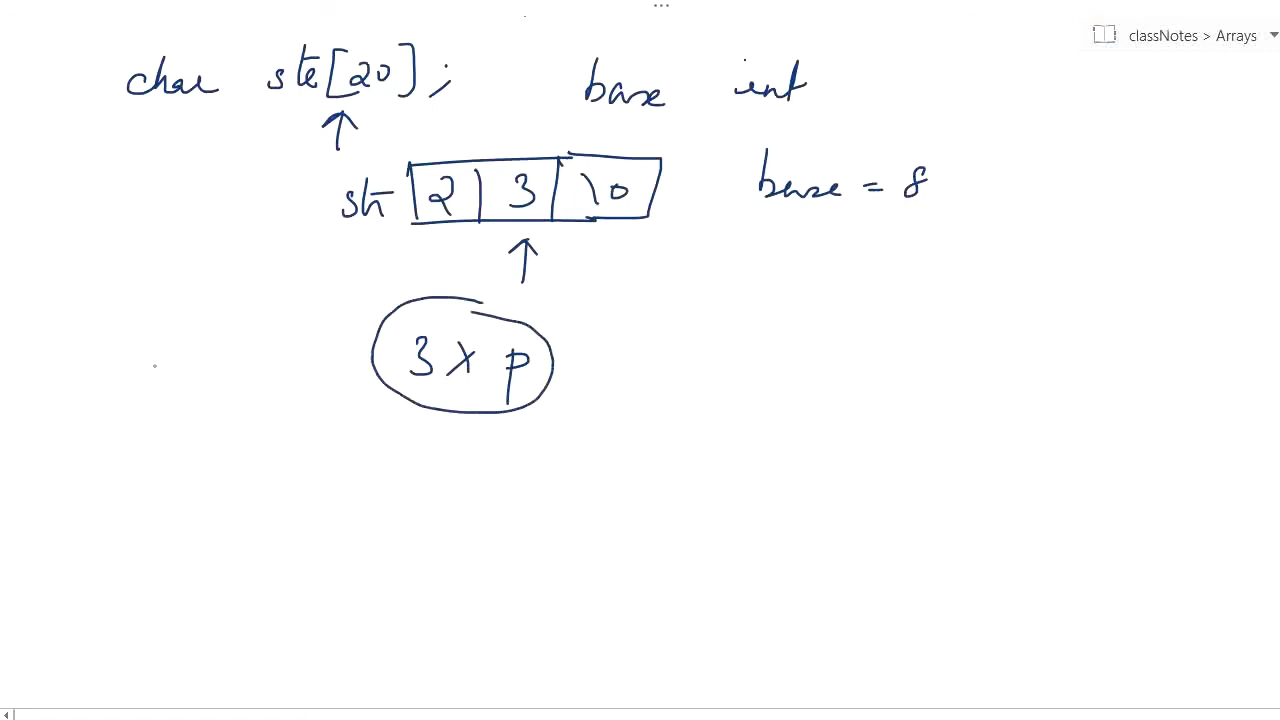 classNotes > Arrays
char str[20]; base int
str 2 3 \0 base = 8
3 x p